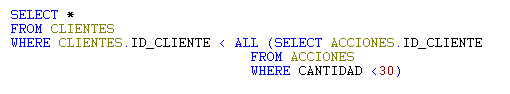 SELECT *
FROM CLIENTES
WHERE CLIENTES.ID_CLIENTE < ALL (SELECT ACCIONES.ID_CLIENTE
FROM ACCIONES
WHERE CANTIDAD <30)